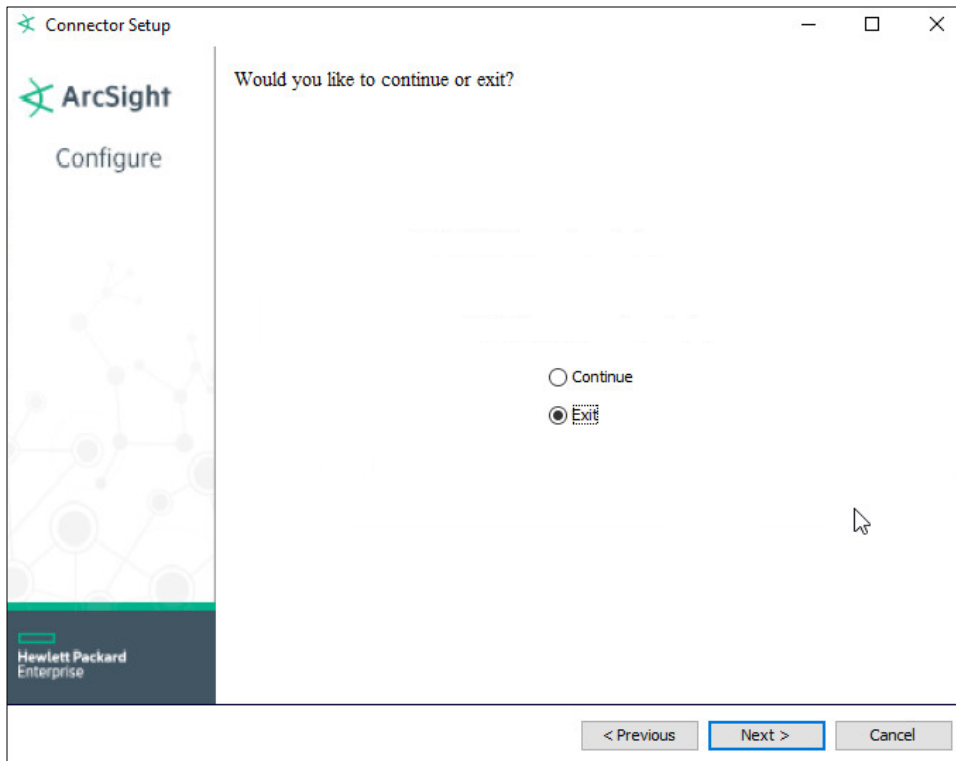 Connector Setup
ArcSight
Configure
Would you like to continue or exit?
Continue
Exit
Hewlett Packard
Enterprise
< Previous
Next >
Cancel